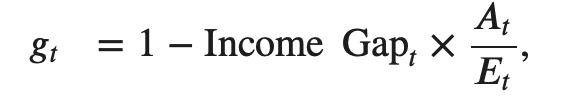 g_t = 1 − Income Gap_t × A_t / E_t,